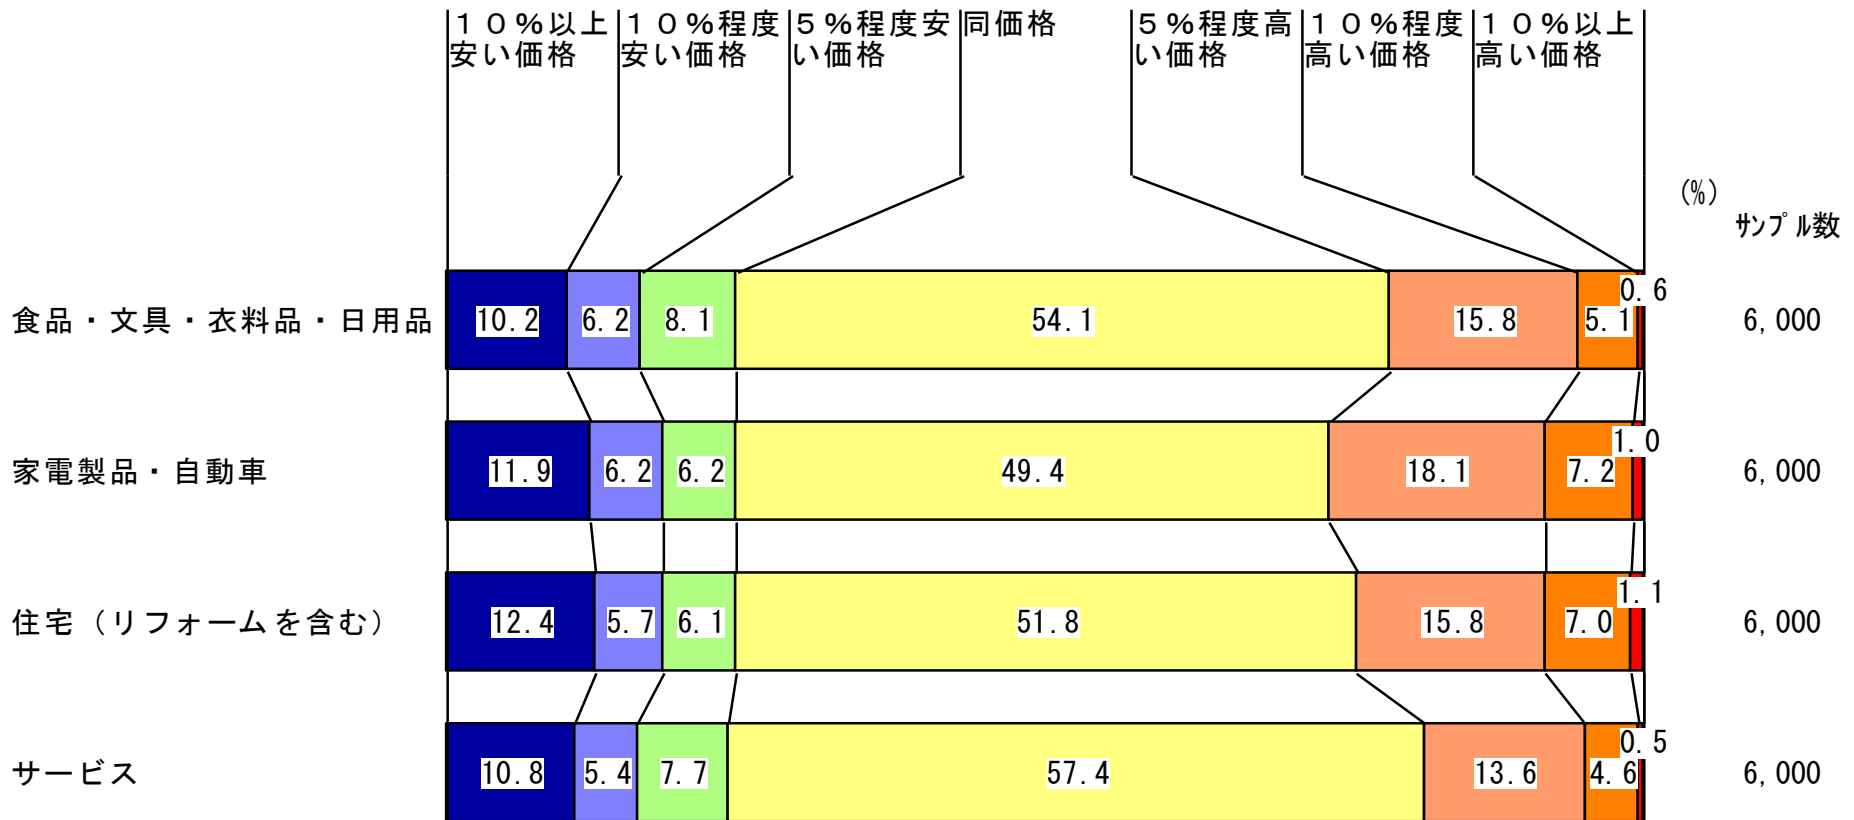 １０％以上
安い価格
１０％程度
安い価格
５％程度安
い価格
同価格
５％程度高
い価格
１０％程度
高い価格
１０％以上
高い価格
(%)
ｻﾝﾌﾟﾙ数
食品・文具・衣料品・日用品
10.2
6.2
8.1
54.1
15.8
5.1
0.6
6,000
家電製品・自動車
11.9
6.2
6.2
49.4
18.1
7.2
1.0
6,000
住宅（リフォームを含む）
12.4
5.7
6.1
51.8
15.8
7.0
1.1
6,000
サービス
10.8
5.4
7.7
57.4
13.6
4.6
0.5
6,000